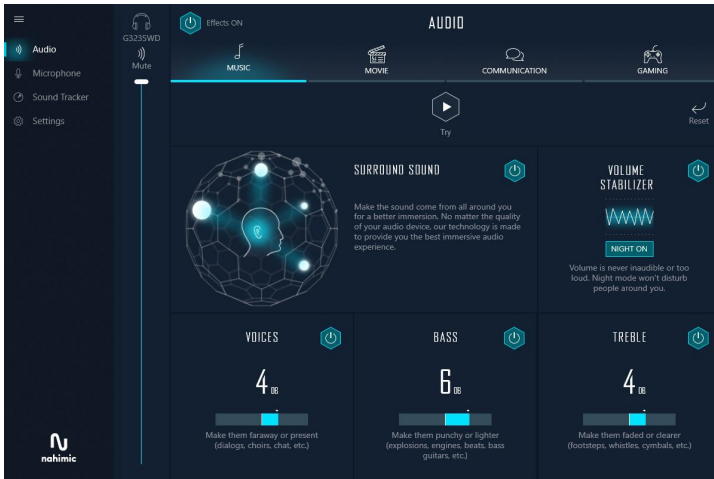 Audio
Microphone
Sound Tracker
Settings
nahimic
G3235WD
Mute
Effects ON
AUDIO
MUSIC
MOVIE
COMMUNICATION
GAMING
Try
Reset
SURROUND SOUND
Make the sound come from all around you
for a better immersion. No matter the quality
of your audio device, our technology is made
to provide you the best immersive audio
experience.
VOLUME
STABILIZER
NIGHT ON
Volume is never inaudible or too
loud. Night mode won't disturb
people around you.
VOICES
4 DB
Make them faraway or present
(dialogs, choirs, chat, etc.)
BASS
6 DB
Make them punchy or lighter
(explosions, engines, beats, bass
guitars, etc.)
TREBLE
4 DB
Make them faded or clearer
(footsteps, whistles, cymbals, etc.)